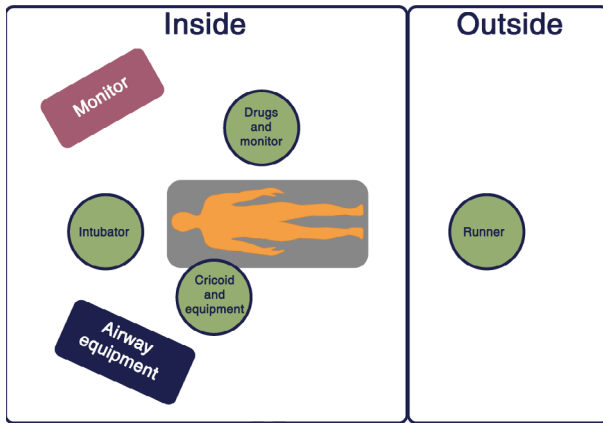 Inside
Outside
Monitor
Drugs
and
monitor
Intubator
Runner
Cricoid
and
equipment
Airway
equipment